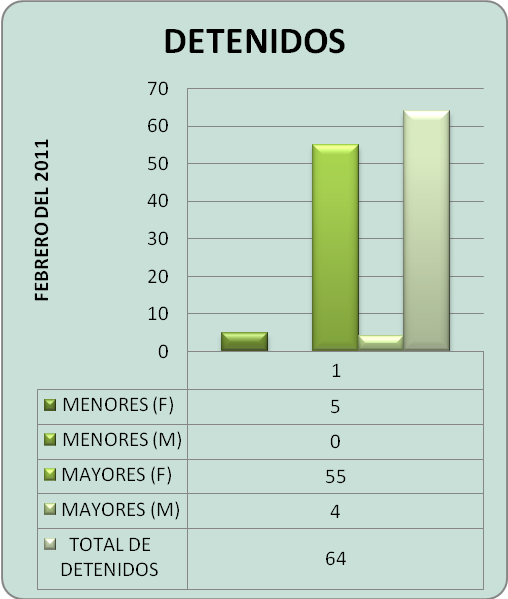 DETENIDOS
FEBRERO DEL 2011
70
60
50
40
30
20
10
0
1
MENORES (F) 5
MENORES (M) 0
MAYORES (F) 55
MAYORES (M) 4
TOTAL DE
DETENIDOS 64